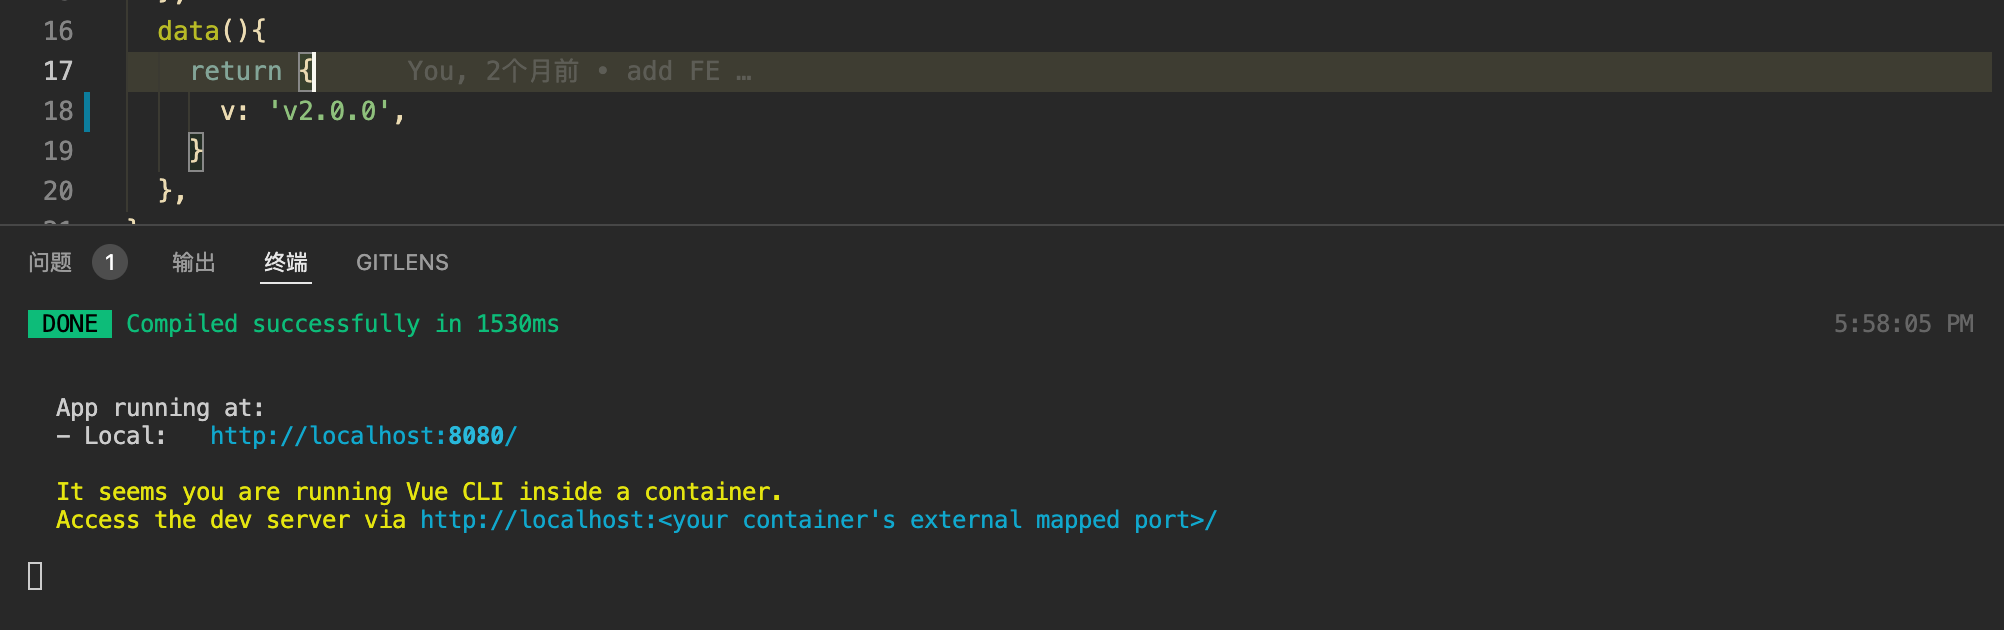 16 data(){
17 return { You, 2个月前 • add FE …
18 v: 'v2.0.0',
19 }
20 },
问题 1 输出 终端 GITLENS
DONE Compiled successfully in 1530ms 5:58:05 PM
App running at:
- Local: http://localhost:8080/
It seems you are running Vue CLI inside a container.
Access the dev server via http://localhost:<your container's external mapped port>/